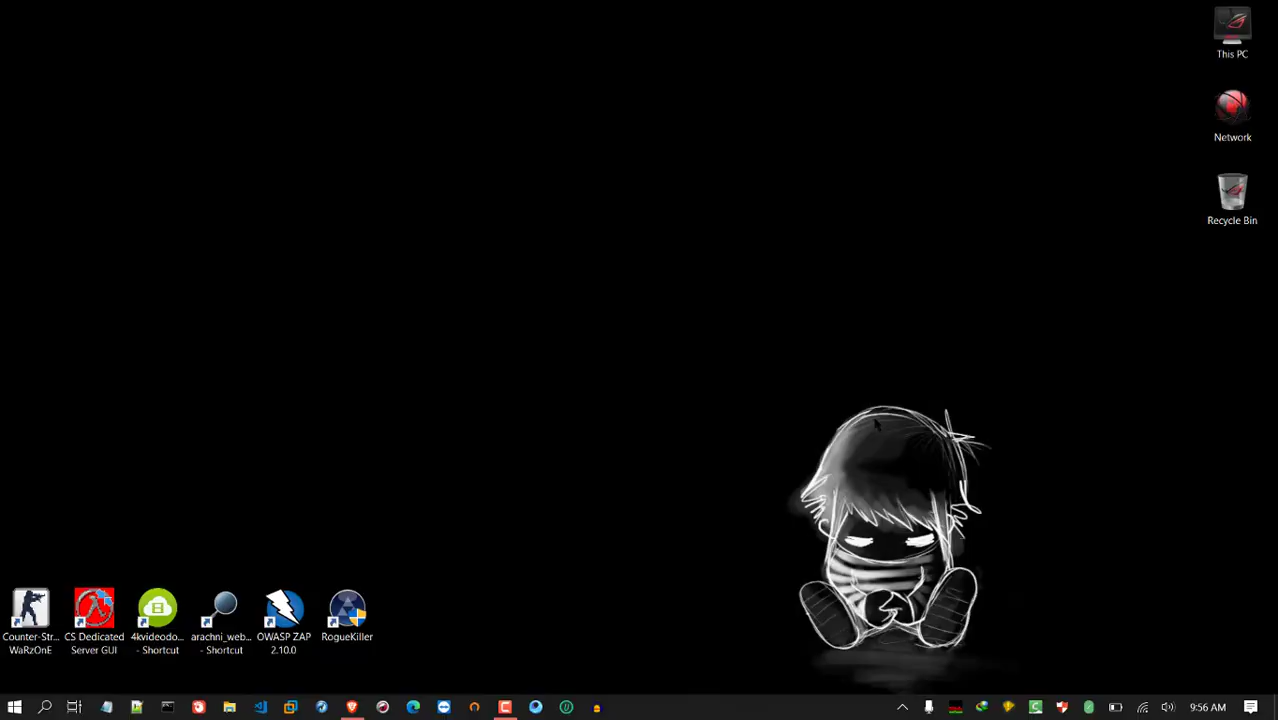 This PC
Network
Recycle Bin
Counter-Str...
WaRzOnE
CS Dedicated
Server GUI
4kvideodo...
- Shortcut
arachni_web...
- Shortcut
OWASP ZAP
2.10.0
RogueKiller
9:56 AM